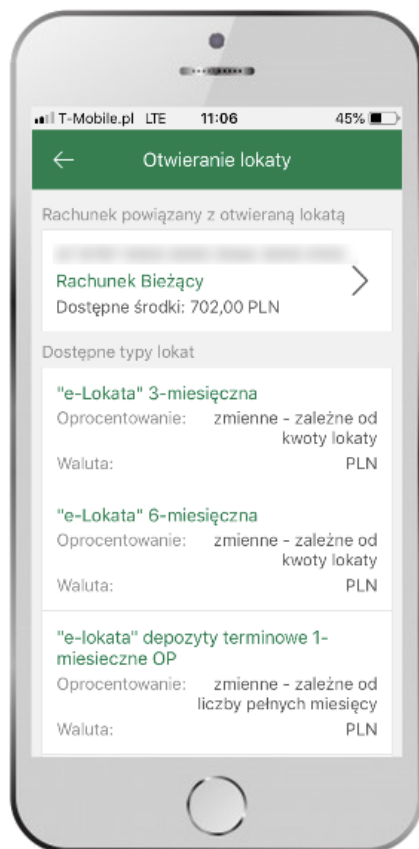 T-Mobile.pl LTE 11:06 45%
Otwieranie lokaty
Rachunek powiązany z otwieraną lokatą
Rachunek Bieżący
Dostępne środki: 702,00 PLN
Dostępne typy lokat
"e-Lokata" 3-miesięczna
Oprocentowanie: zmienne - zależne od
kwoty lokaty
Waluta: PLN
"e-Lokata" 6-miesięczna
Oprocentowanie: zmienne - zależne od
kwoty lokaty
Waluta: PLN
"e-lokata" depozyty terminowe 1-
miesieczne OP
Oprocentowanie: zmienne - zależne od
liczby pełnych miesięcy
Waluta: PLN